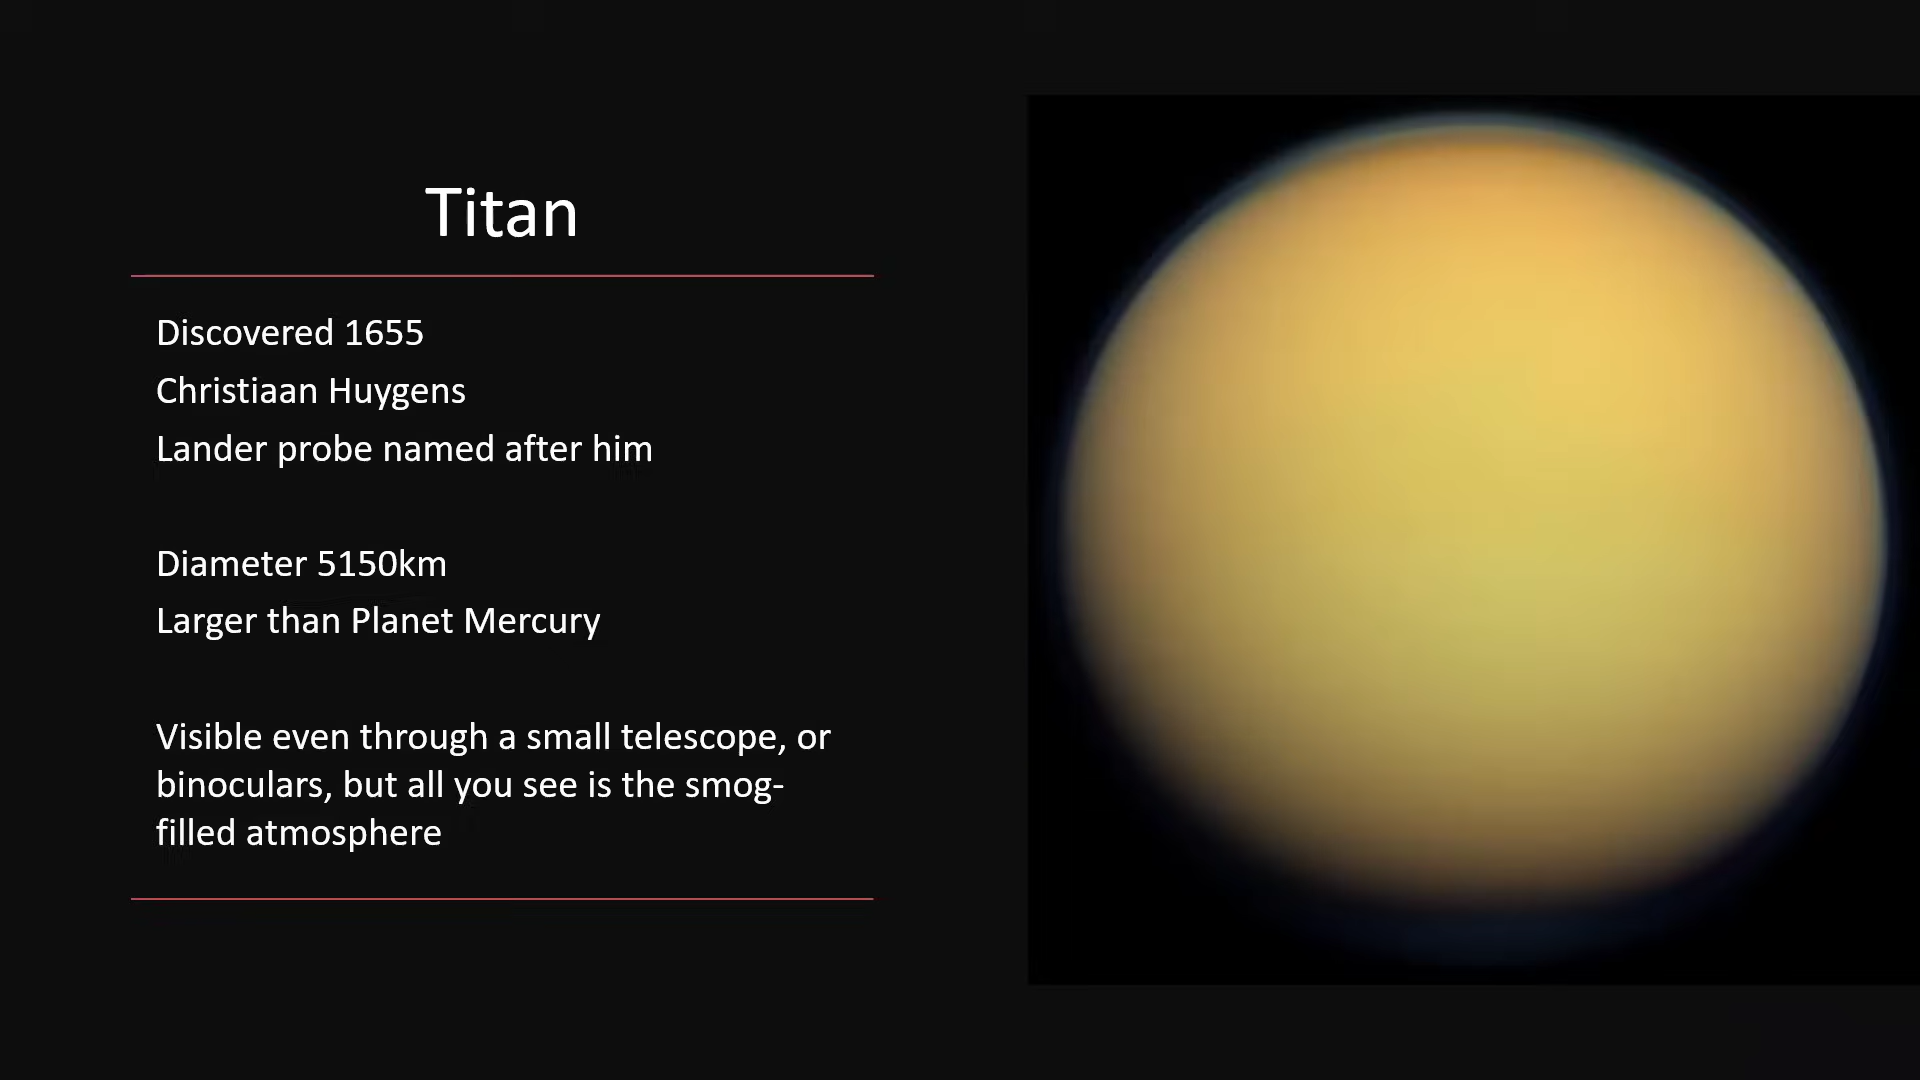 Titan
Discovered 1655
Christiaan Huygens
Lander probe named after him
Diameter 5150km
Larger than Planet Mercury
Visible even through a small telescope, or
binoculars, but all you see is the smog-
filled atmosphere